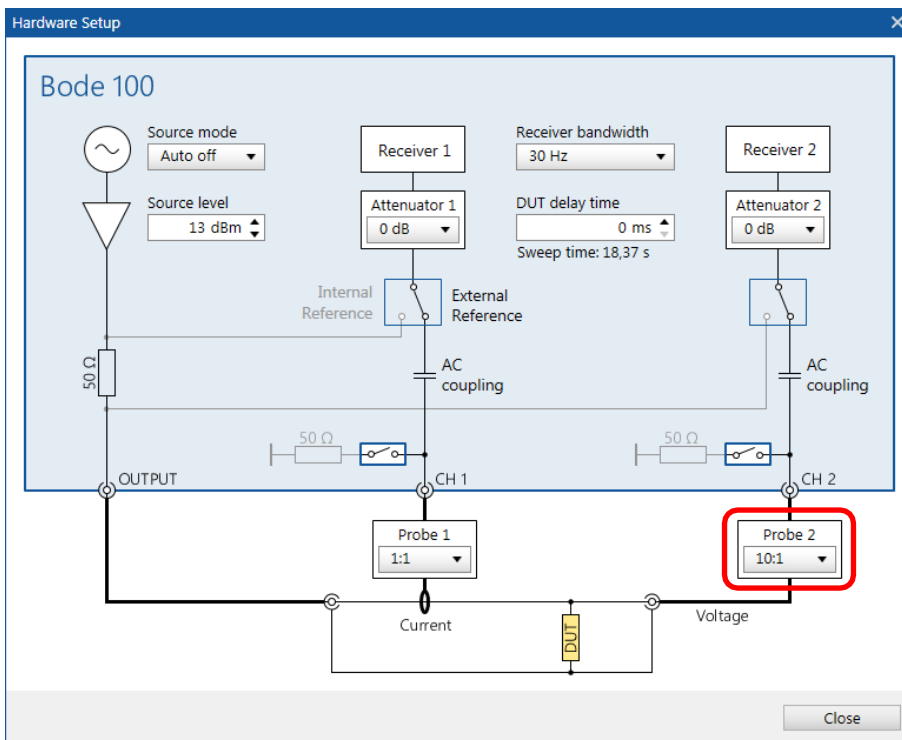 Hardware Setup
Bode 100
Source mode
Auto off
Source level
13 dBm
Receiver 1
Attenuator 1
0 dB
Receiver bandwidth
30 Hz
DUT delay time
0 ms
Sweep time: 18,37 s
Receiver 2
Attenuator 2
0 dB
Internal
Reference
External
Reference
50 Ω
AC
coupling
AC
coupling
50 Ω
50 Ω
OUTPUT
CH 1
CH 2
Probe 1
1:1
Probe 2
10:1
Current
DUT
Voltage
Close